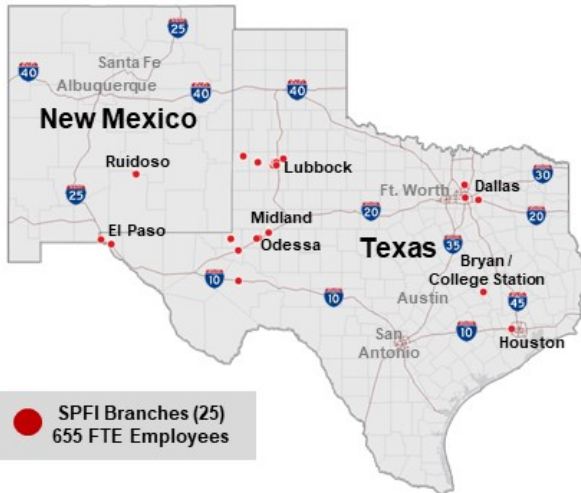 25
Santa Fe
40
Albuquerque
40
40
New Mexico
Ruidoso
Lubbock
30
Ft. Worth
Dallas
25
Midland
20
20
El Paso
Odessa
Texas
35
Bryan /
College Station
10
10
Austin
45
San
Antonio
10
Houston
SPFI Branches (25)
655 FTE Employees